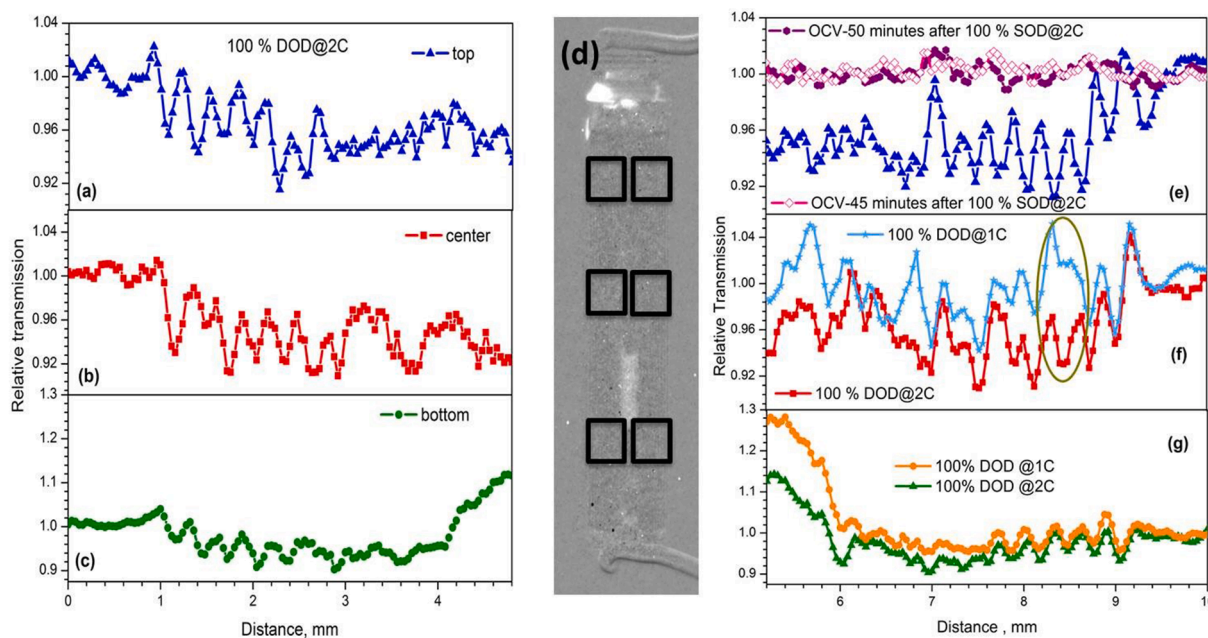 1.04
1.00
0.96
0.92
100 % DOD@2C
top
(a)
1.00
0.96
0.92
center
(b)
1.3
1.2
1.1
1.0
0.9
bottom
(c)
0 1 2 3 4
Relative transmission
Distance, mm
(d)
1.04
1.00
0.96
0.92
OCV-50 minutes after 100 % SOD@2C
OCV-45 minutes after 100 % SOD@2C
(e)
1.04
1.00
0.96
0.92
100 % DOD@1C
100 % DOD@2C
(f)
1.3
1.2
1.1
1.0
0.9
100% DOD @1C
100% DOD @2C
(g)
6 7 8 9 10
Relative Transmission
Distance , mm